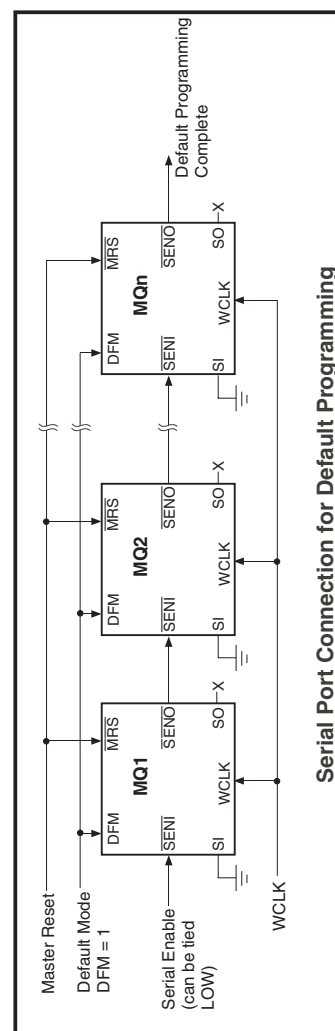 Master Reset
Default Mode
DFM = 1
DFM
MRS
DFM
MRS
DFM
MRS
MQ1
MQ2
MQn
Serial Enable
(can be tied
LOW)
SENI
SENO
SENI
SENO
SENI
SENO
Default Programming
Complete
SI
WCLK
SO
X
SI
WCLK
SO
X
SI
WCLK
SO
X
WCLK
Serial Port Connection for Default Programming